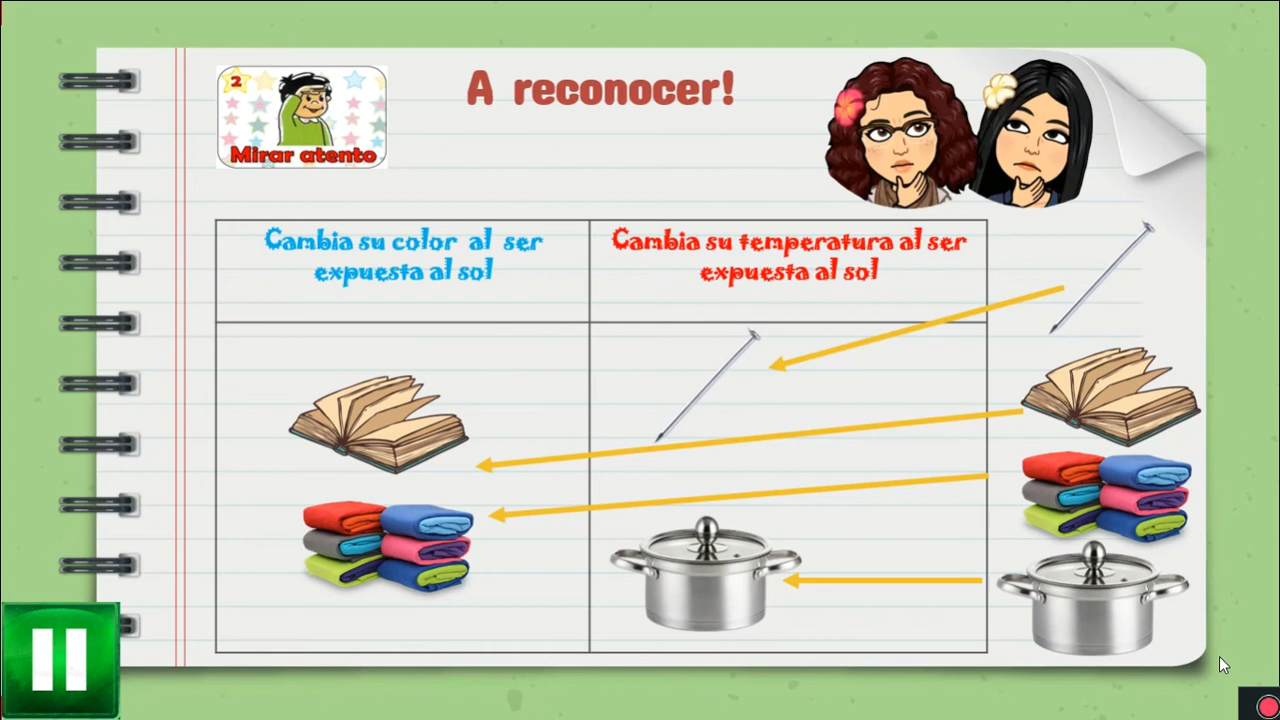 2
Mirar atento
A reconocer!
Cambia su color al ser
expuesta al sol
Cambia su temperatura al ser
expuesta al sol